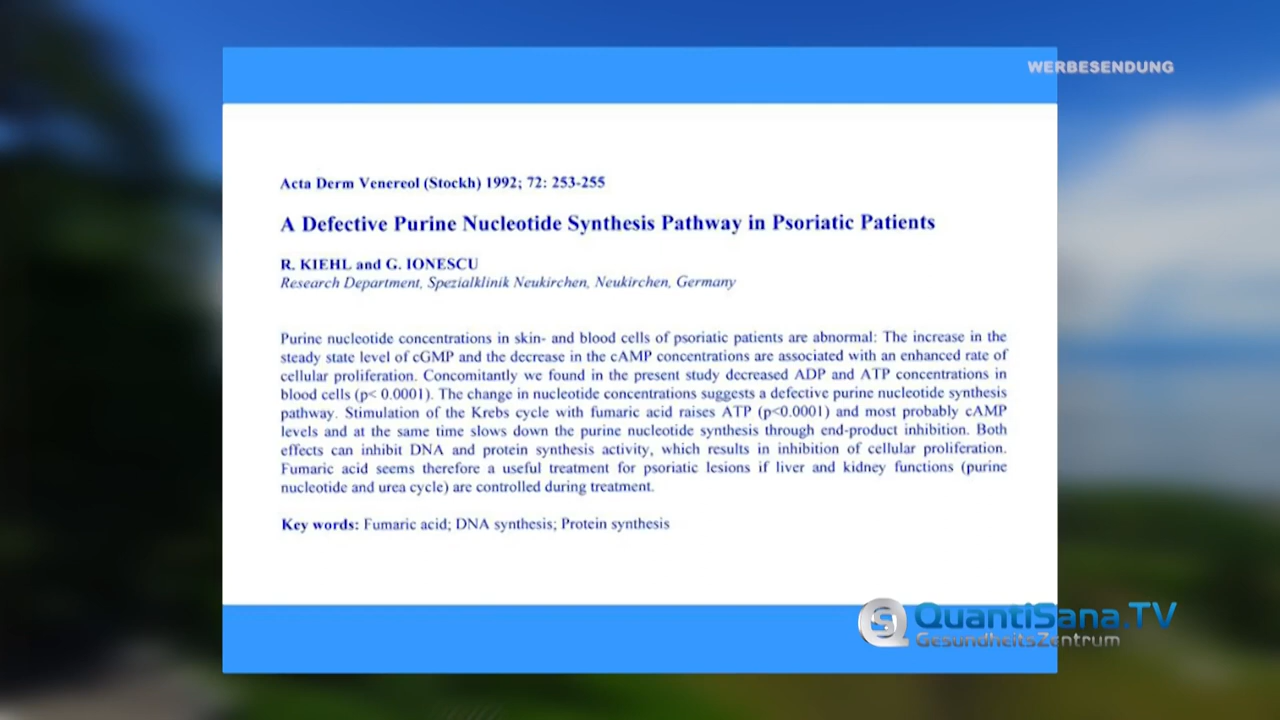 WERBESENDUNG
Acta Derm Venereol (Stockh) 1992; 72: 253-255
A Defective Purine Nucleotide Synthesis Pathway in Psoriatic Patients
R. KIEHL and G. IONESCU
Research Department, Spezialklinik Neukirchen, Neukirchen, Germany
Purine nucleotide concentrations in skin- and blood cells of psoriatic patients are abnormal: The increase in the
steady state level of cGMP and the decrease in the cAMP concentrations are associated with an enhanced rate of
cellular proliferation. Concomitantly we found in the present study decreased ADP and ATP concentrations in
blood cells (p< 0.0001). The change in nucleotide concentrations suggests a defective purine nucleotide synthesis
pathway. Stimulation of the Krebs cycle with fumaric acid raises ATP (p<0.0001) and most probably cAMP
levels and at the same time slows down the purine nucleotide synthesis through end-product inhibition. Both
effects can inhibit DNA and protein synthesis activity, which results in inhibition of cellular proliferation.
Fumaric acid seems therefore a useful treatment for psoriatic lesions if liver and kidney functions (purine
nucleotide and urea cycle) are controlled during treatment.
Key words: Fumaric acid; DNA synthesis; Protein synthesis
QuantiSana.TV
GesundheitsZentrum